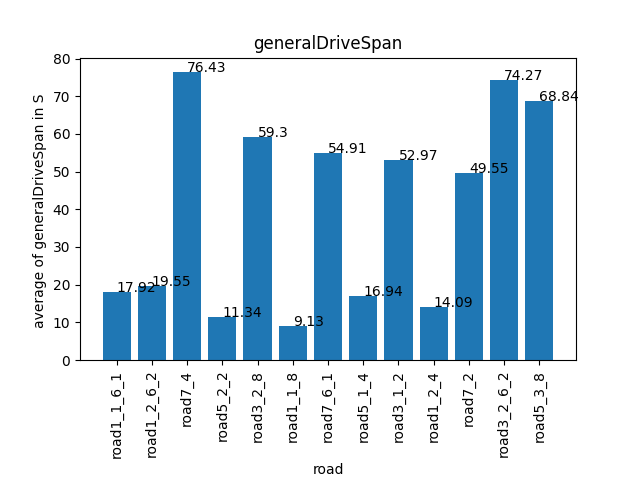 generalDriveSpan
average of generalDriveSpan in S
80
70
60
50
40
30
20
10
0
17.92
19.55
76.43
11.34
59.3
9.13
54.91
16.94
52.97
14.09
49.55
74.27
68.84
road1_1_6_1
road1_2_6_2
road7_4
road5_2_2
road3_2_8
road1_1_8
road7_6_1
road5_1_4
road3_1_2
road1_2_4
road7_2
road3_2_6_2
road5_3_8
road